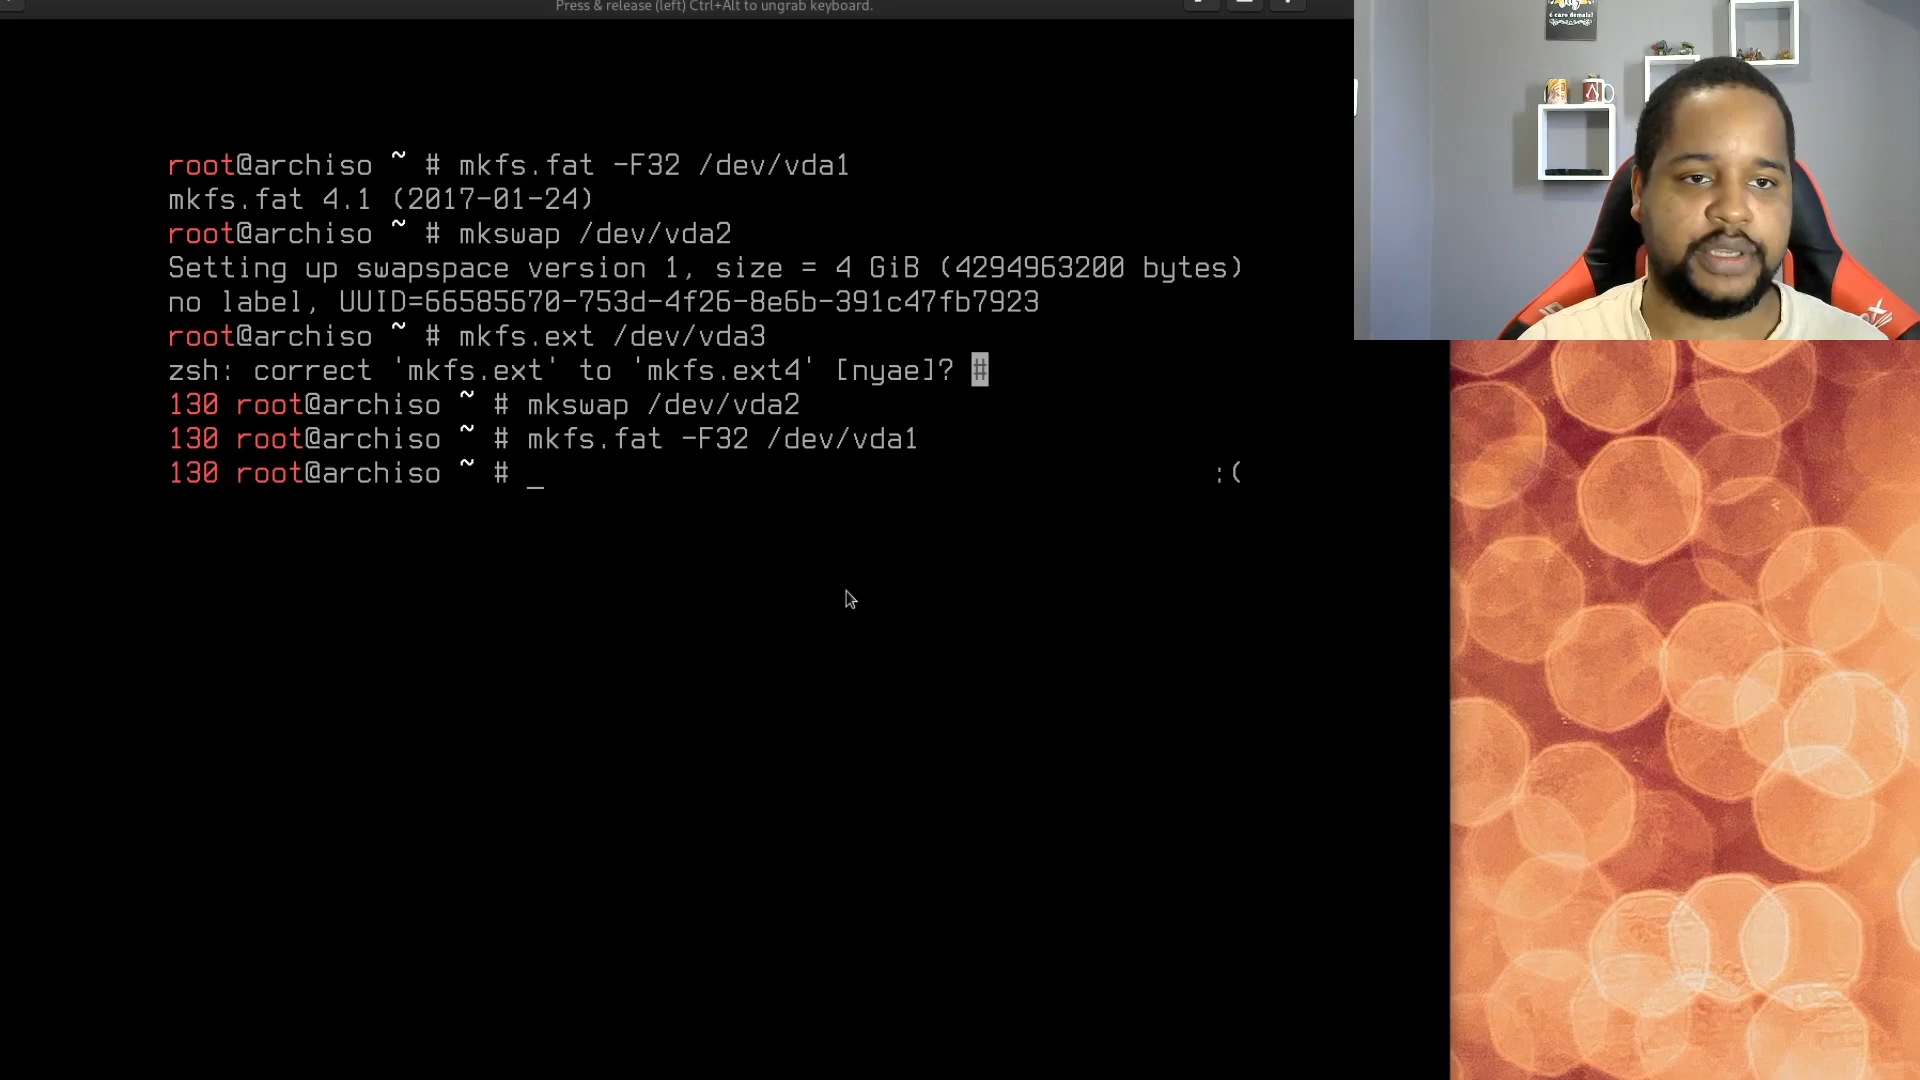 Press & release (left) Ctrl+Alt to ungrab keyboard.
é caro demais!
root@archiso ~ # mkfs.fat -F32 /dev/vda1
mkfs.fat 4.1 (2017-01-24)
root@archiso ~ # mkswap /dev/vda2
Setting up swapspace version 1, size = 4 GiB (4294963200 bytes)
no label, UUID=66585670-753d-4f26-8e6b-391c47fb7923
root@archiso ~ # mkfs.ext /dev/vda3
zsh: correct 'mkfs.ext' to 'mkfs.ext4' [nyae]? #
130 root@archiso ~ # mkswap /dev/vda2
130 root@archiso ~ # mkfs.fat -F32 /dev/vda1
130 root@archiso ~ # _ :(